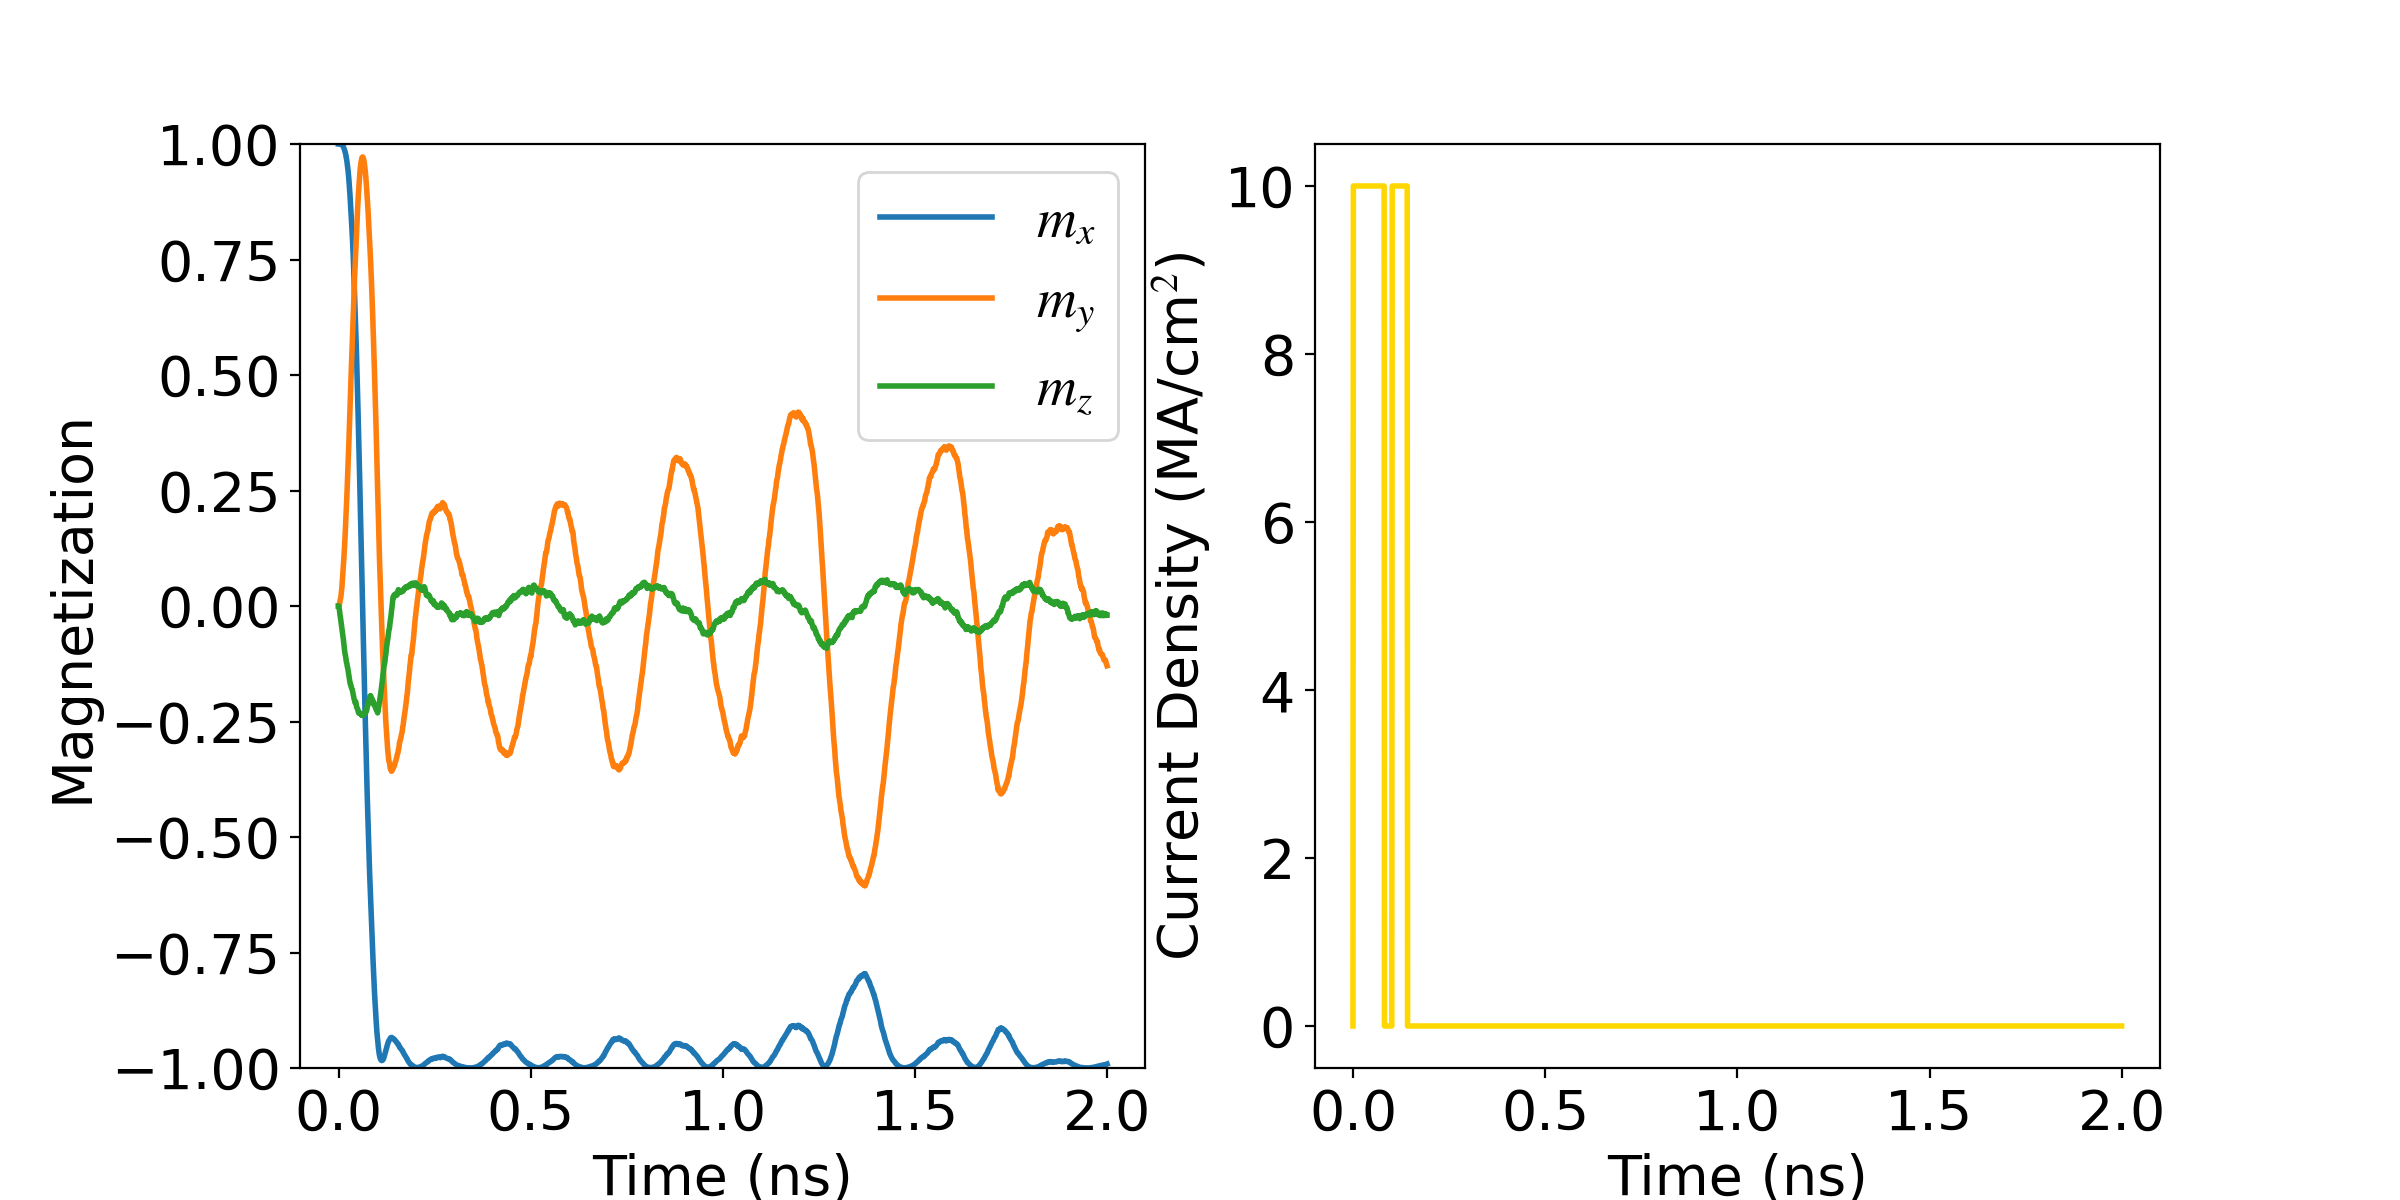 1.00
0.75
0.50
0.25
0.00
−0.25
−0.50
−0.75
−1.00
Magnetization
0.0 0.5 1.0 1.5 2.0
Time (ns)
m_x
m_y
m_z
10
8
6
4
2
0
Current Density (MA/cm²)
0.0 0.5 1.0 1.5 2.0
Time (ns)